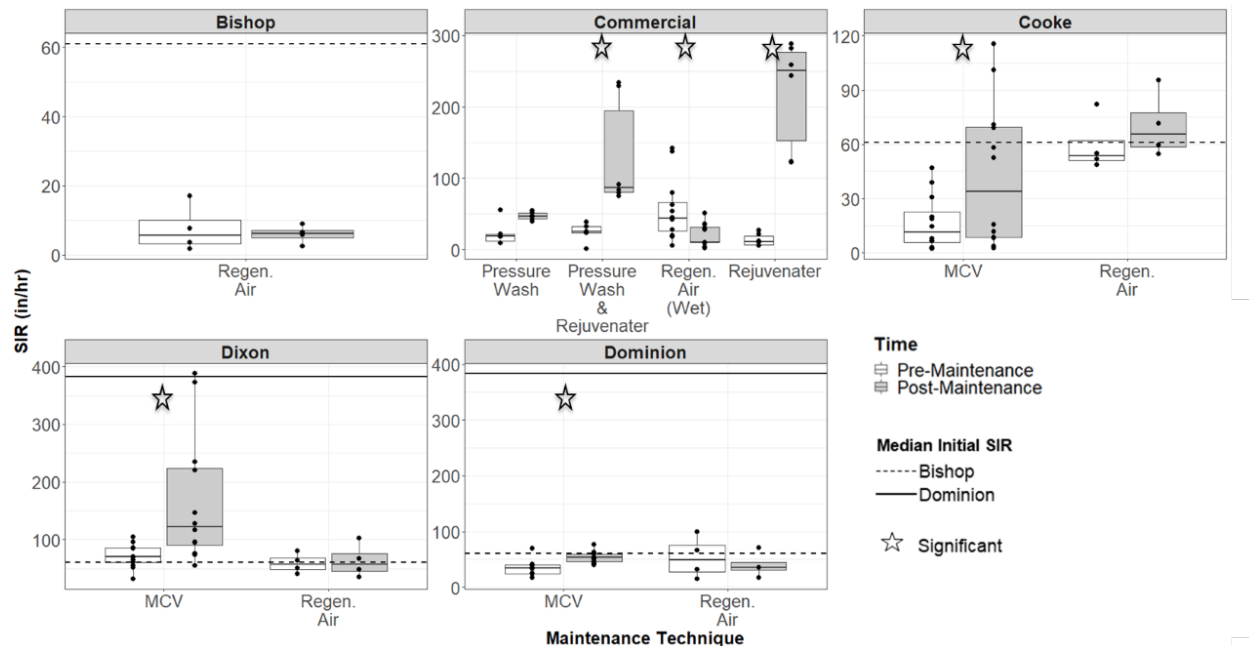 Bishop
60
40
20
0
Regen.
Air
Commercial
300
200
100
0
Pressure
Wash
Pressure
Wash
&
Rejuvenater
Regen.
Air
(Wet)
Rejuvenater
Cooke
120
90
60
30
0
MCV
Regen.
Air
SIR (in/hr)
Dixon
400
300
200
100
MCV
Regen.
Air
Dominion
400
300
200
100
0
MCV
Regen.
Air
Maintenance Technique
Time
Pre-Maintenance
Post-Maintenance
Median Initial SIR
Bishop
Dominion
Significant